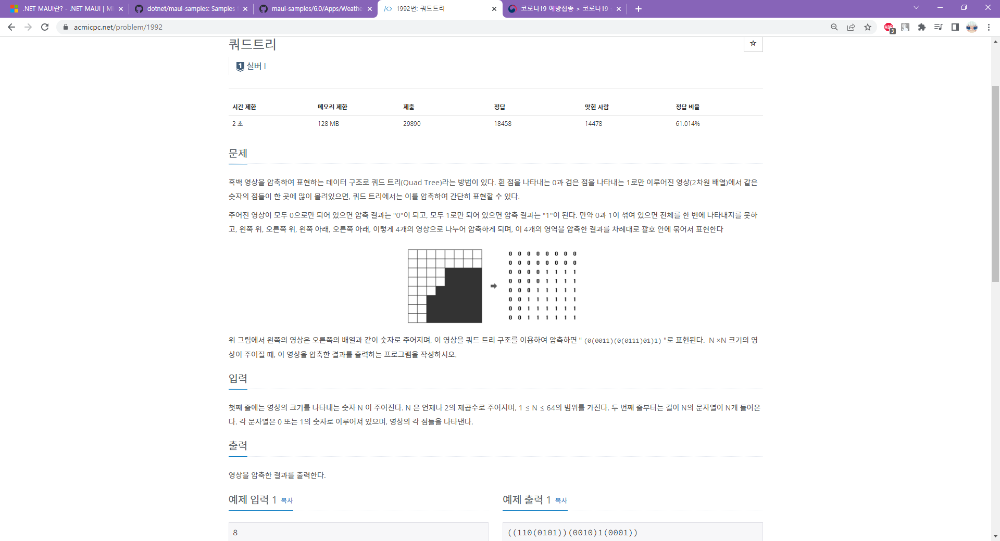 .NET MAUI란? - .NET MAUI | Mi
dotnet/maui-samples: Samples
maui-samples/6.0/Apps/Weathe
1992번: 쿼드트리
코로나19 예방접종 > 코로나19
acmicpc.net/problem/1992
ABP
3
쿼드트리
1 실버 I
시간 제한 메모리 제한 제출 정답 맞힌 사람 정답 비율
2 초 128 MB 29890 18458 14478 61.014%
문제
흑백 영상을 압축하여 표현하는 데이터 구조로 쿼드 트리(Quad Tree)라는 방법이 있다. 흰 점을 나타내는 0과 검은 점을 나타내는 1로만 이루어진 영상(2차원 배열)에서 같은
숫자의 점들이 한 곳에 많이 몰려있으면, 쿼드 트리에서는 이를 압축하여 간단히 표현할 수 있다.
주어진 영상이 모두 0으로만 되어 있으면 압축 결과는 "0"이 되고, 모두 1로만 되어 있으면 압축 결과는 "1"이 된다. 만약 0과 1이 섞여 있으면 전체를 한 번에 나타내지를 못하
고, 왼쪽 위, 오른쪽 위, 왼쪽 아래, 오른쪽 아래, 이렇게 4개의 영상으로 나누어 압축하게 되며, 이 4개의 영역을 압축한 결과를 차례대로 괄호 안에 묶어서 표현한다
0 0 0 0 0 0 0 0
0 0 0 0 0 0 0 0
0 0 0 0 1 1 1 1
0 0 0 0 1 1 1 1
0 0 0 1 1 1 1 1
0 0 1 1 1 1 1 1
0 0 1 1 1 1 1 1
0 0 1 1 1 1 1 1
위 그림에서 왼쪽의 영상은 오른쪽의 배열과 같이 숫자로 주어지며, 이 영상을 쿼드 트리 구조를 이용하여 압축하면 " (0(0011)(0(0111)01)1) "로 표현된다. N ×N 크기의 영
상이 주어질 때, 이 영상을 압축한 결과를 출력하는 프로그램을 작성하시오.
입력
첫째 줄에는 영상의 크기를 나타내는 숫자 N 이 주어진다. N 은 언제나 2의 제곱수로 주어지며, 1 ≤ N ≤ 64의 범위를 가진다. 두 번째 줄부터는 길이 N의 문자열이 N개 들어온
다. 각 문자열은 0 또는 1의 숫자로 이루어져 있으며, 영상의 각 점들을 나타낸다.
출력
영상을 압축한 결과를 출력한다.
예제 입력 1 복사
8
예제 출력 1 복사
((110(0101))(0010)1(0001))